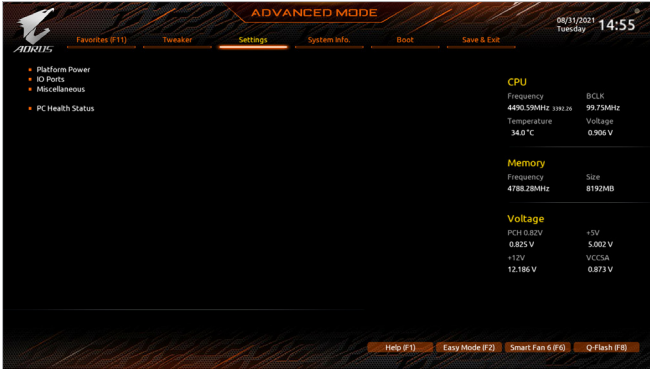 ADVANCED MODE
08/31/2021 Tuesday 14:55
AORUS
Favorites (F11) Tweaker Settings System Info. Boot Save & Exit
Platform Power
IO Ports
Miscellaneous
PC Health Status
CPU
Frequency BCLK
4490.59MHz 3392.26 99.75MHz
Temperature Voltage
34.0 °C 0.906 V
Memory
Frequency Size
4788.28MHz 8192MB
Voltage
PCH 0.82V +5V
0.825 V 5.002 V
+12V VCCSA
12.186 V 0.873 V
Help (F1) Easy Mode (F2) Smart Fan 6 (F6) Q-Flash (F8)